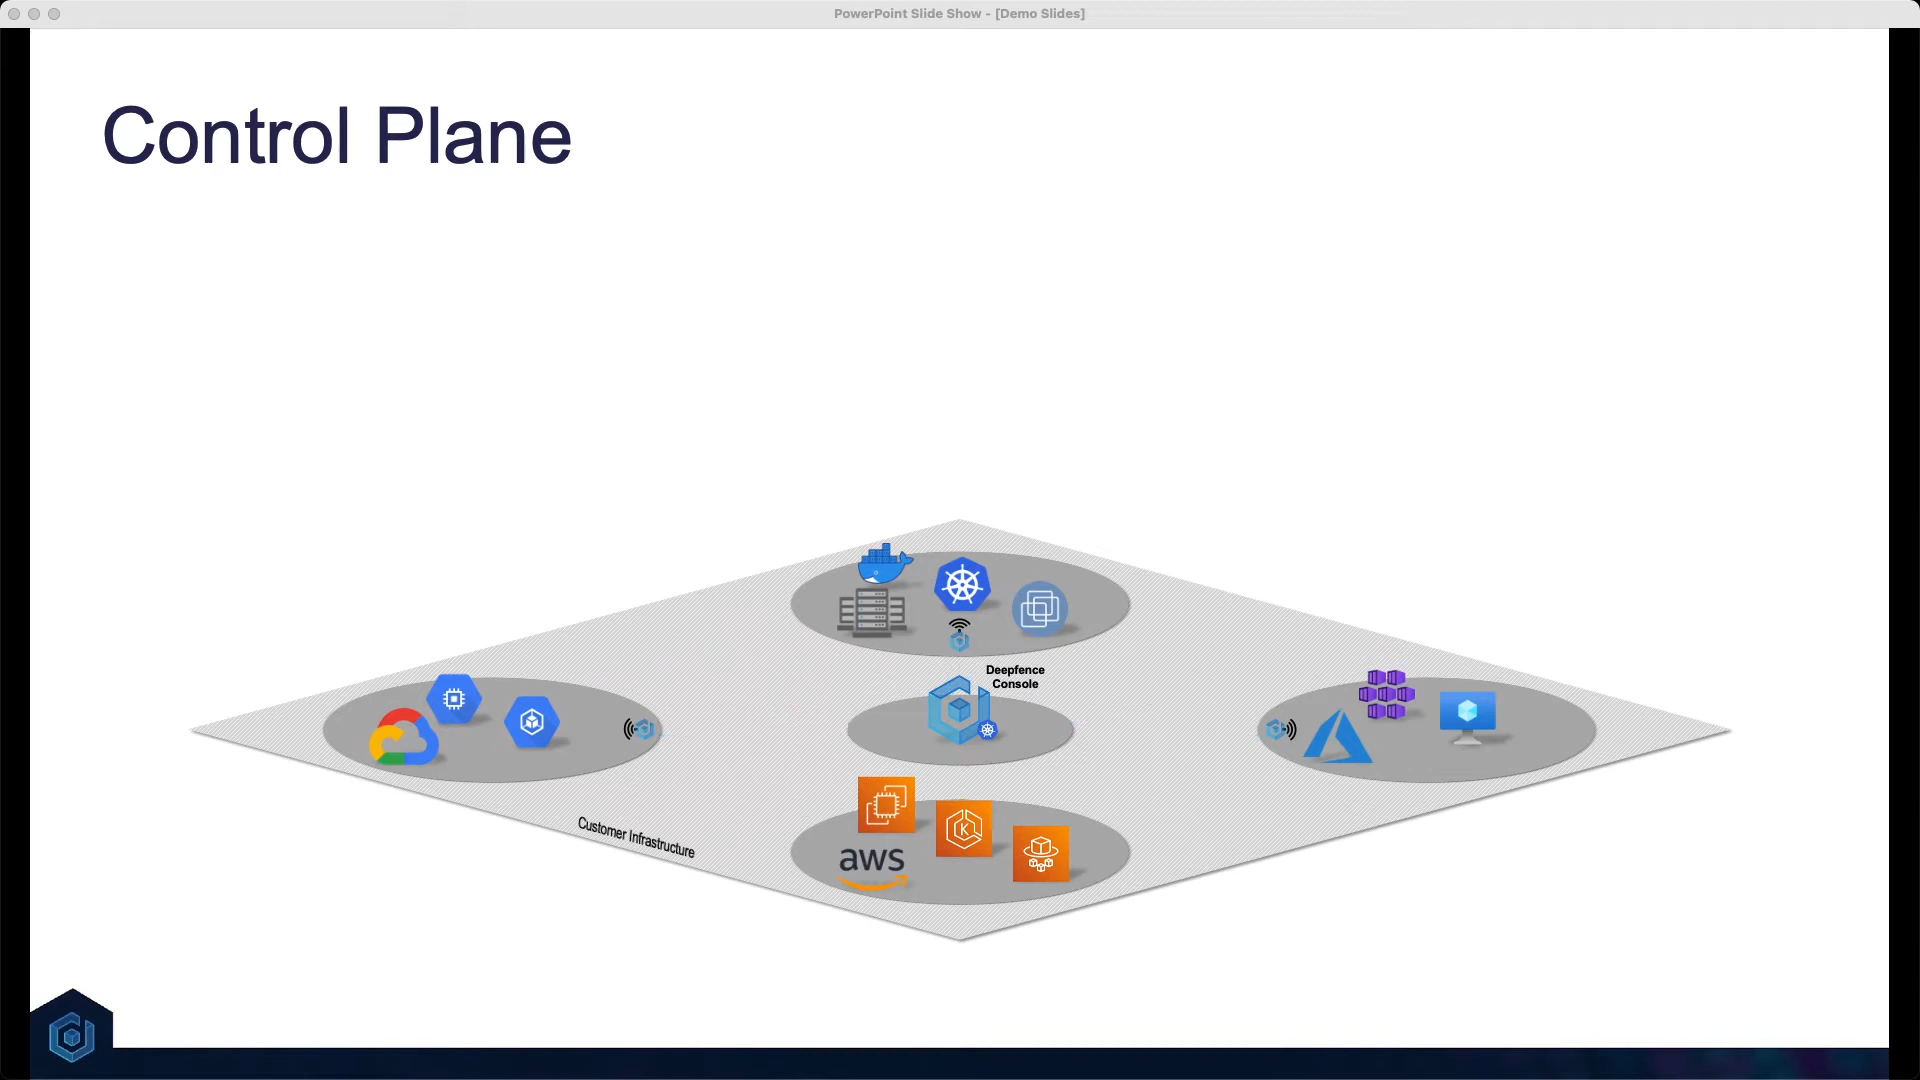 PowerPoint Slide Show - [Demo Slides]
Control Plane
Deepfence
Console
Customer Infrastructure
aws
K